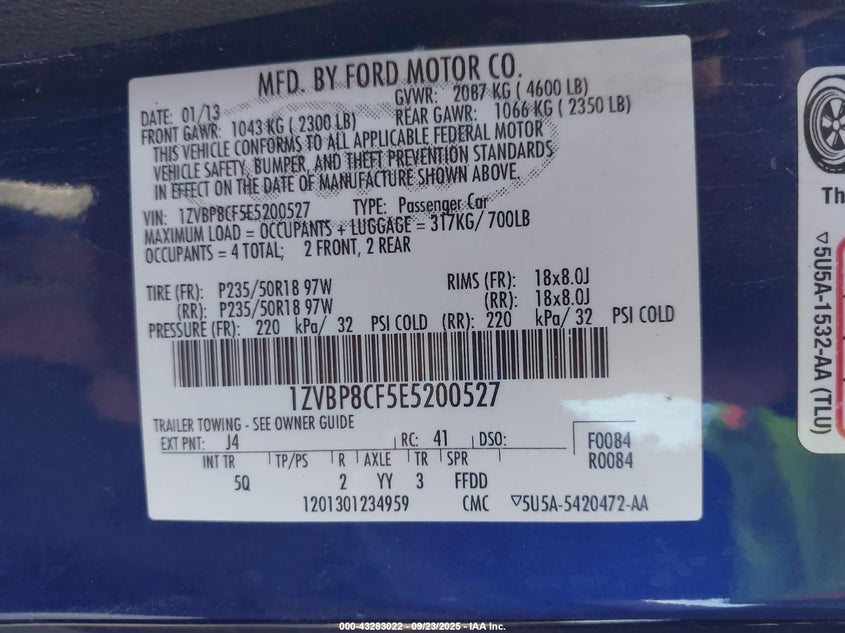 MFD. BY FORD MOTOR CO.
DATE: 01/13 GVWR: 2087 KG ( 4600 LB)
FRONT GAWR: 1043 KG ( 2300 LB) REAR GAWR: 1066 KG ( 2350 LB)
THIS VEHICLE CONFORMS TO ALL APPLICABLE FEDERAL MOTOR
VEHICLE SAFETY, BUMPER, AND THEFT PREVENTION STANDARDS
IN EFFECT ON THE DATE OF MANUFACTURE SHOWN ABOVE.
VIN: 1ZVBP8CF5E5200527 TYPE: Passenger Car
MAXIMUM LOAD = OCCUPANTS + LUGGAGE = 317KG/ 700LB
OCCUPANTS = 4 TOTAL; 2 FRONT, 2 REAR
TIRE (FR): P235/50R18 97W RIMS (FR): 18x8.0J
(RR): P235/50R18 97W (RR): 18x8.0J
PRESSURE (FR): 220 kPa/ 32 PSI COLD (RR): 220 kPa/ 32 PSI COLD
1ZVBP8CF5E5200527
TRAILER TOWING - SEE OWNER GUIDE
EXT PNT: J4 RC: 41 DSO: F0084
INT TR TP/PS R AXLE TR SPR R0084
5Q 2 YY 3 FFDD
1201301234959 CMC ▽5U5A-5420472-AA
Th
▽5U5A-1532-AA (TLU)
000-43283022 - 09/23/2025 - IAA Inc.